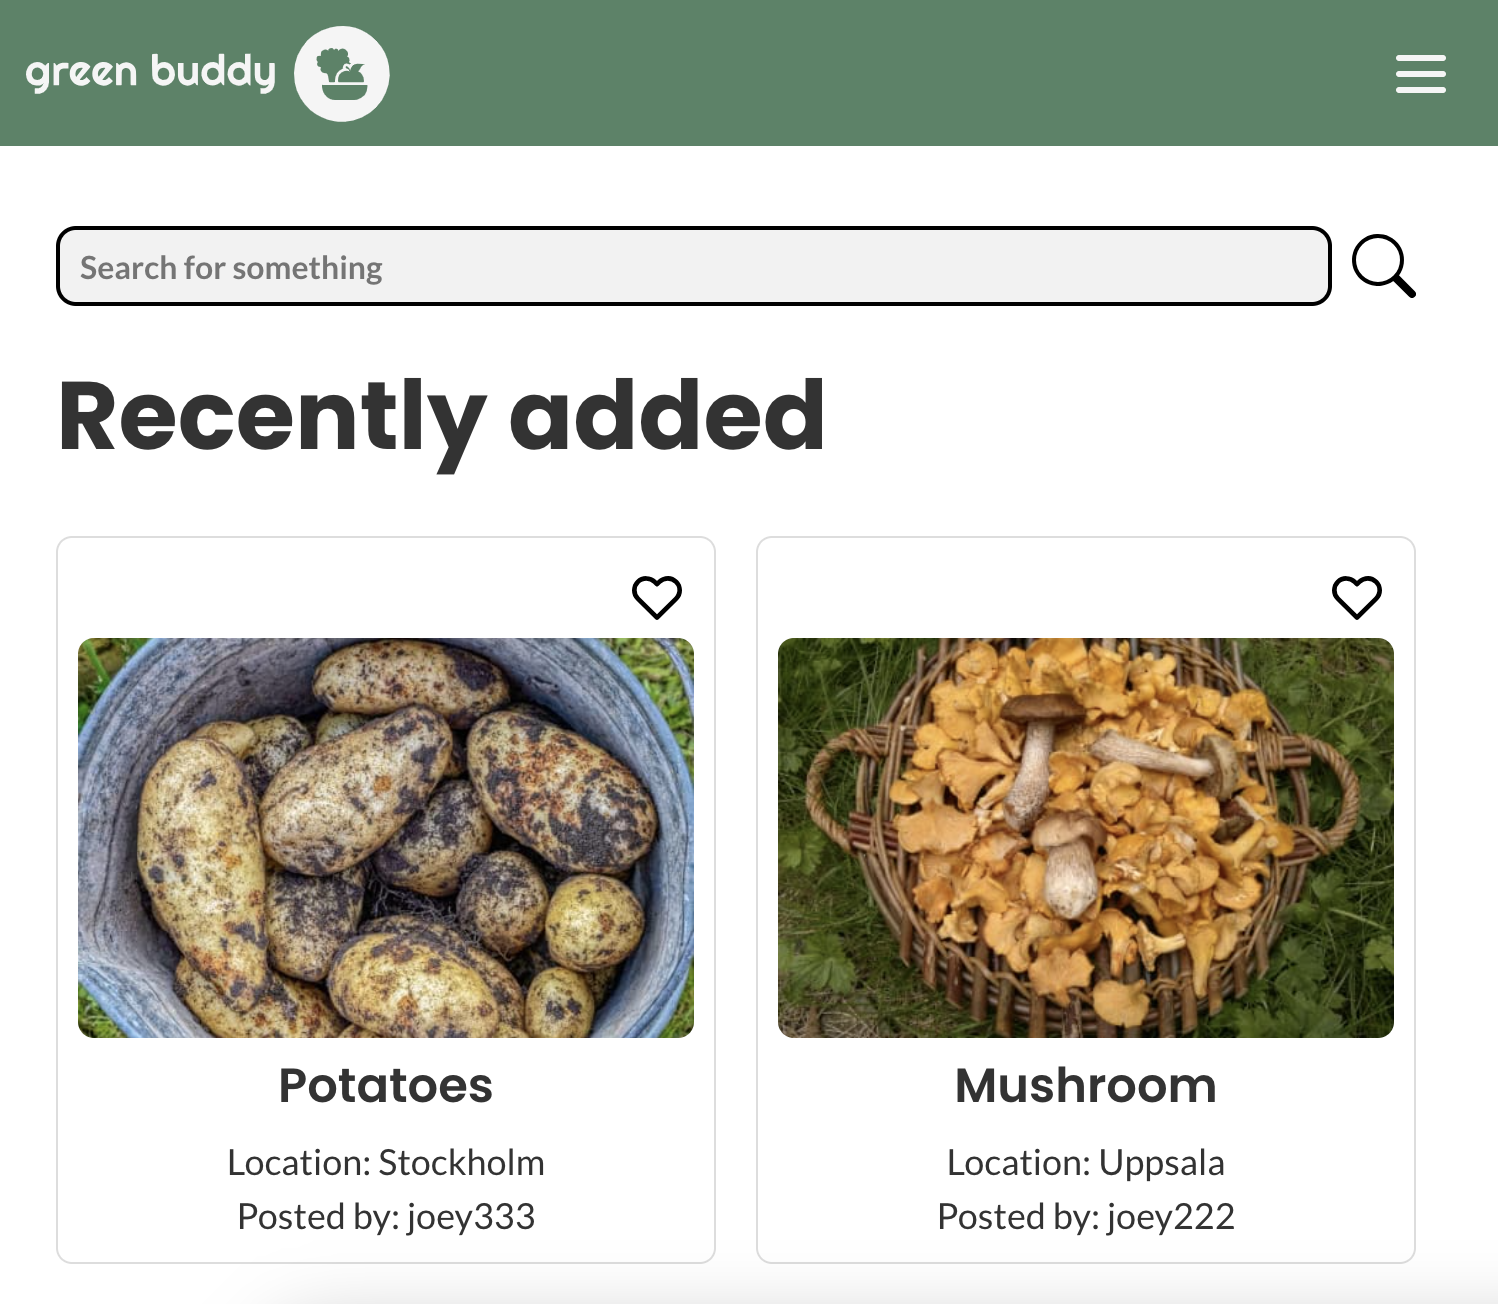 green buddy
Search for something
Recently added
Potatoes
Location: Stockholm
Posted by: joey333
Mushroom
Location: Uppsala
Posted by: joey222